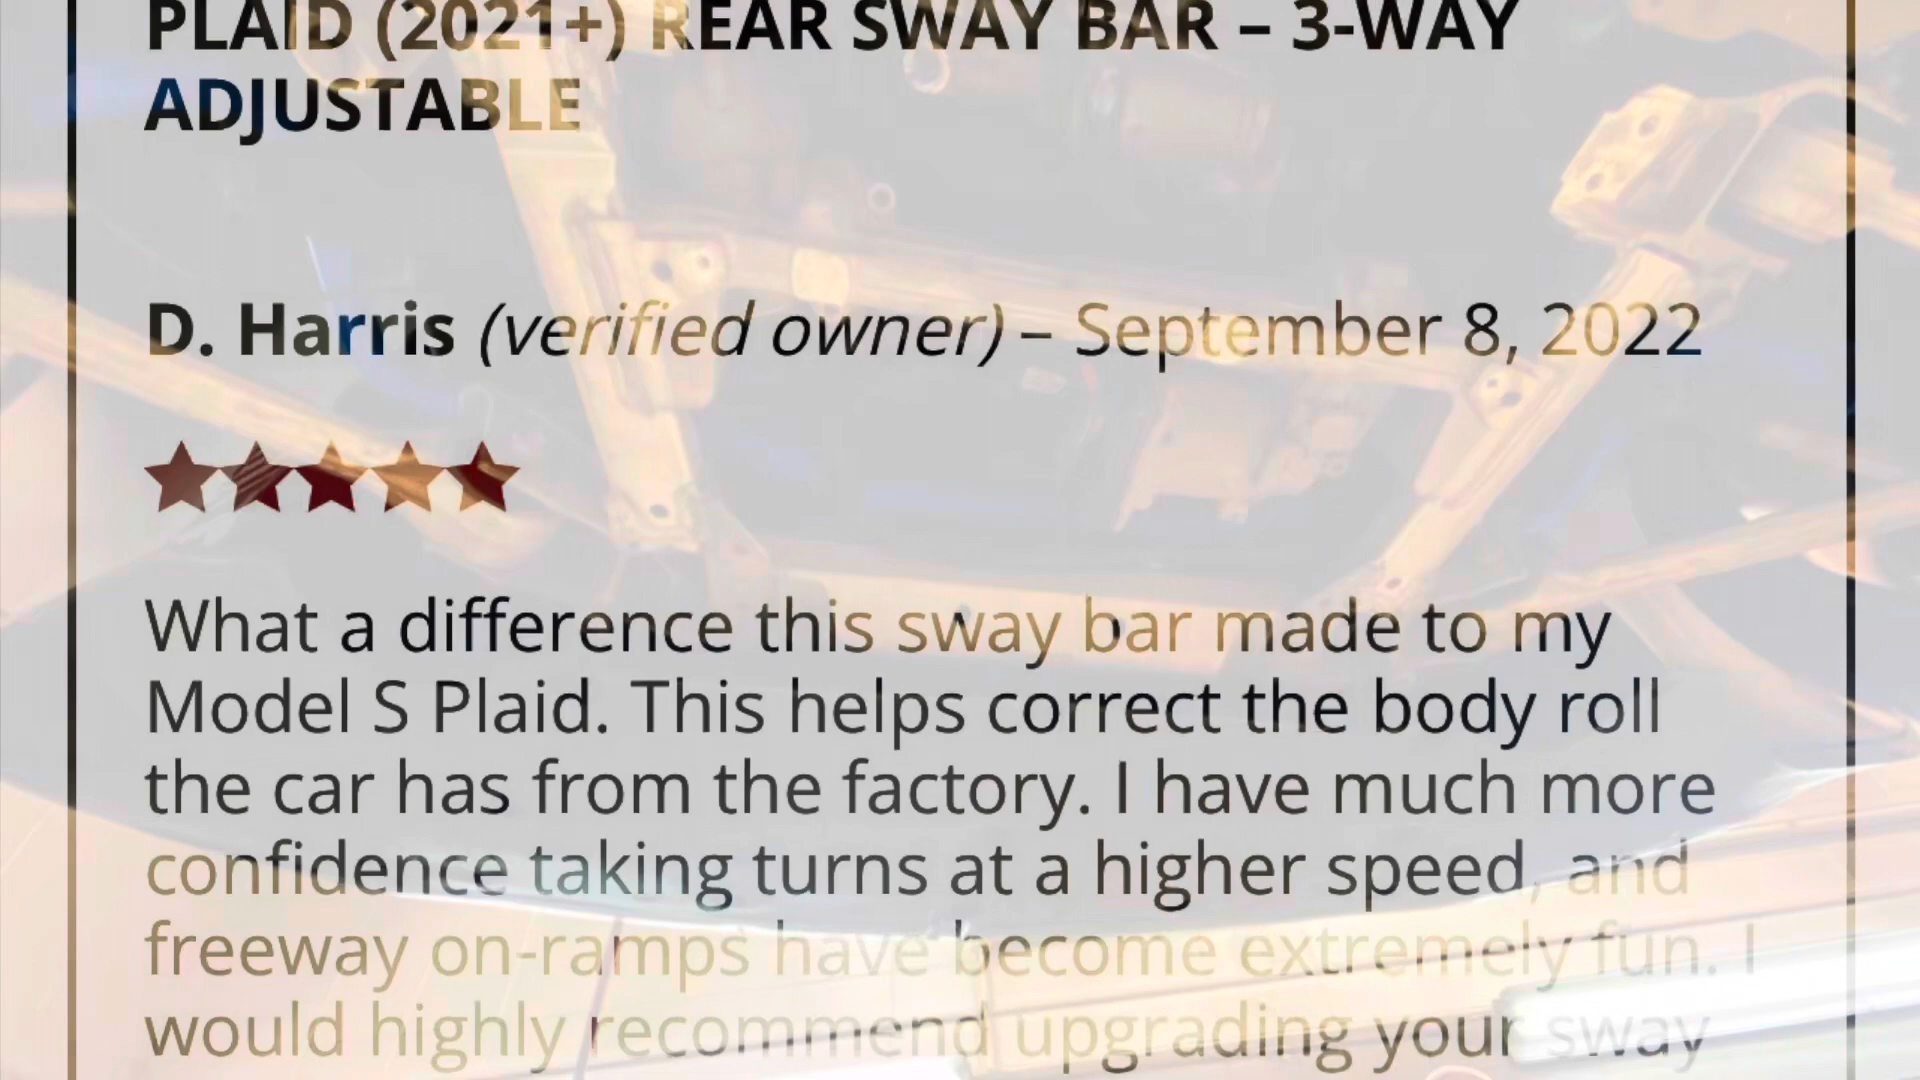 PLAID (2021+) REAR SWAY BAR – 3-WAY
ADJUSTABLE
D. Harris (verified owner) – September 8, 2022
What a difference this sway bar made to my
Model S Plaid. This helps correct the body roll
the car has from the factory. I have much more
confidence taking turns at a higher speed, and
freeway on-ramps have become extremely fun. I
would highly recommend upgrading your sway